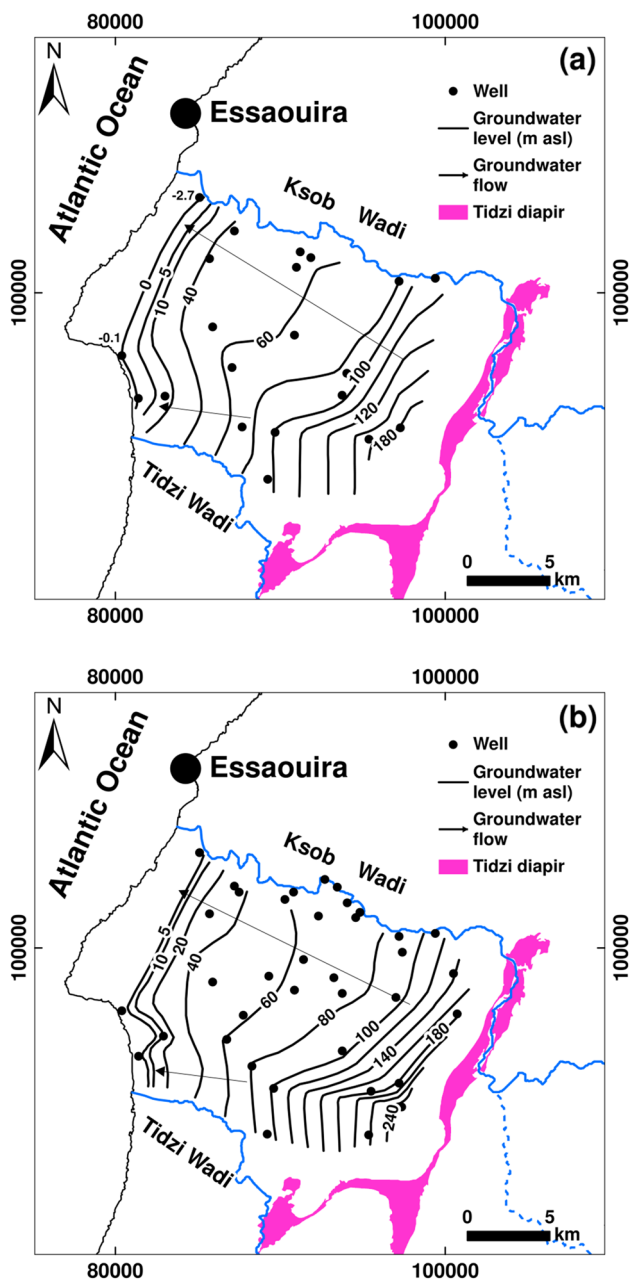 80000
100000
(a)
N
Atlantic Ocean
Essaouira
Well
Groundwater
level (m asl)
Groundwater
flow
Tidzi diapir
Ksob Wadi
-2.7
100000
100000
0
5
10
40
-0.1
60
100
120
180
Tidzi Wadi
0 5
km
80000
100000
80000
100000
(b)
N
Atlantic Ocean
Essaouira
Well
Groundwater
level (m asl)
Groundwater
flow
Tidzi diapir
Ksob Wadi
100000
100000
5
10
20
40
60
80
100
140
180
240
Tidzi Wadi
0 5
km
80000
100000